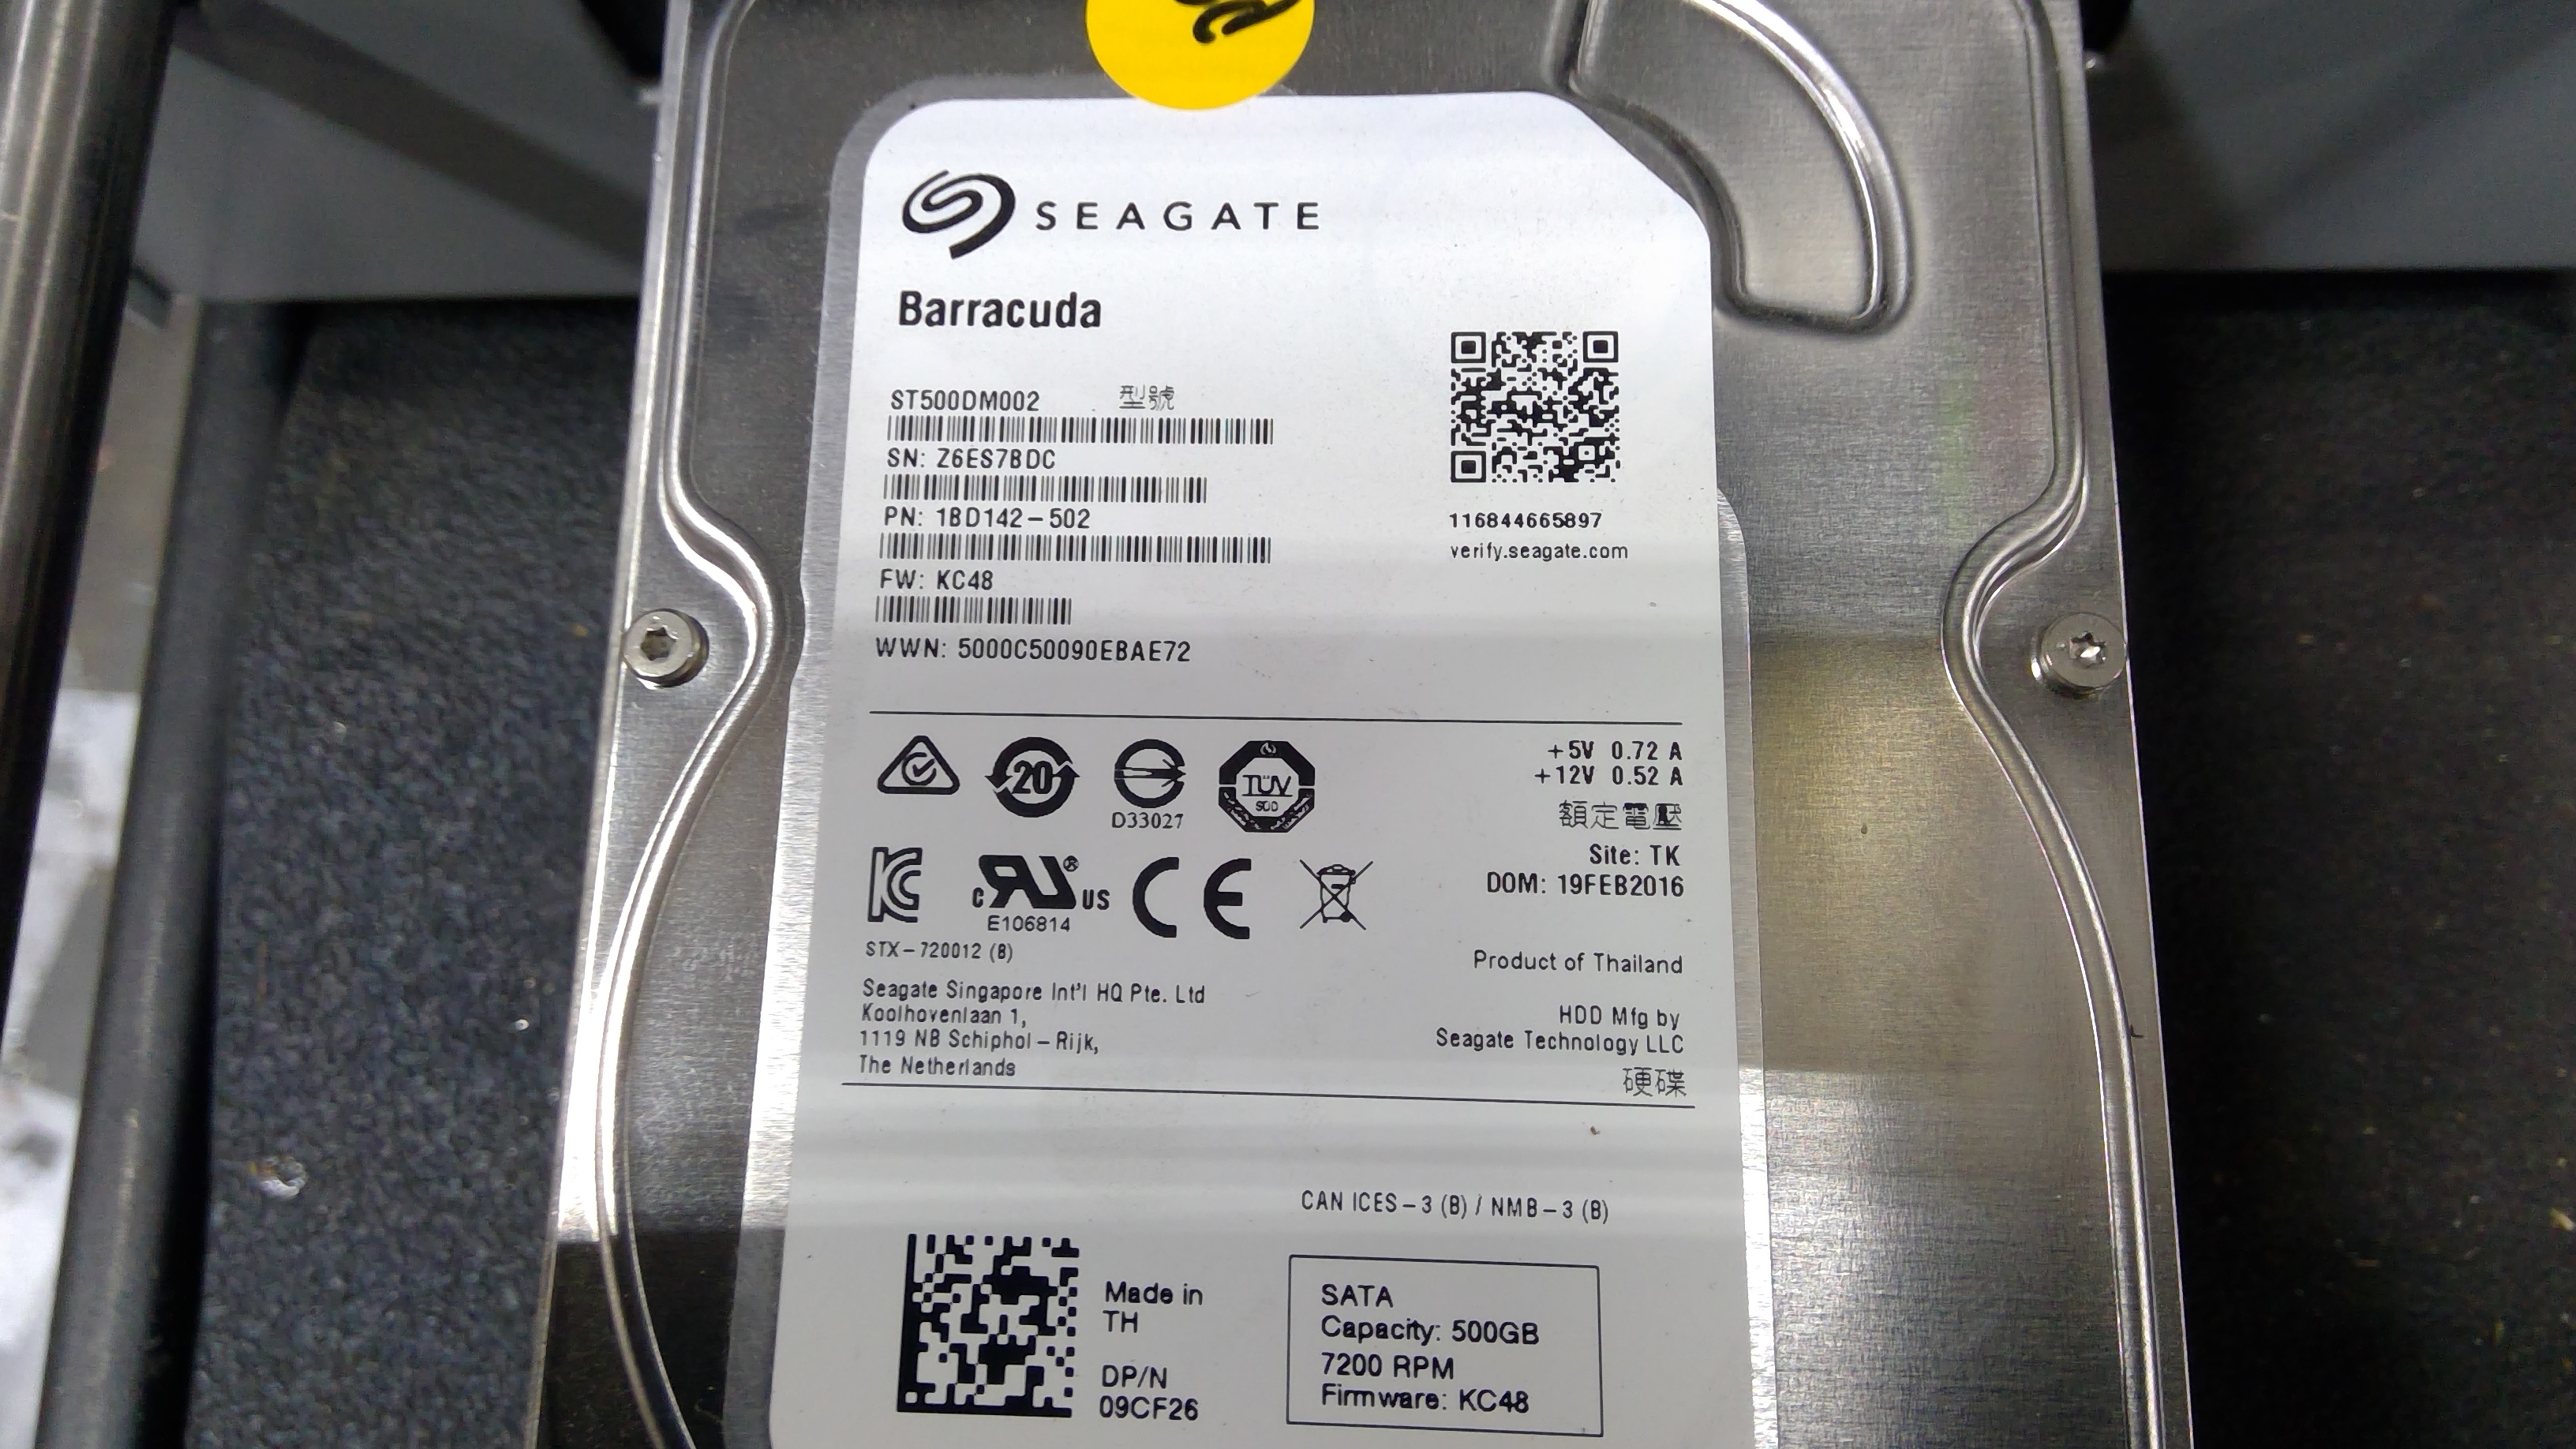 SEAGATE
Barracuda
ST500DM002 型號
SN: Z6ES7BDC
PN: 1BD142-502
FW: KC48
WWN: 5000C50090EBAE72
116844665897
verify.seagate.com
20
D33027
TÜV
SÜD
+5V 0.72 A
+12V 0.52 A
額定電壓
Site: TK
DOM: 19FEB2016
c RU® US
E106814
CE
STX-720012 (B)
Seagate Singapore Int'l HQ Pte. Ltd
Koolhovenlaan 1,
1119 NB Schiphol-Rijk,
The Netherlands
Product of Thailand
HDD Mfg by
Seagate Technology LLC
硬碟
CAN ICES-3 (B) / NMB-3 (B)
Made in
TH
DP/N
09CF26
SATA
Capacity: 500GB
7200 RPM
Firmware: KC48